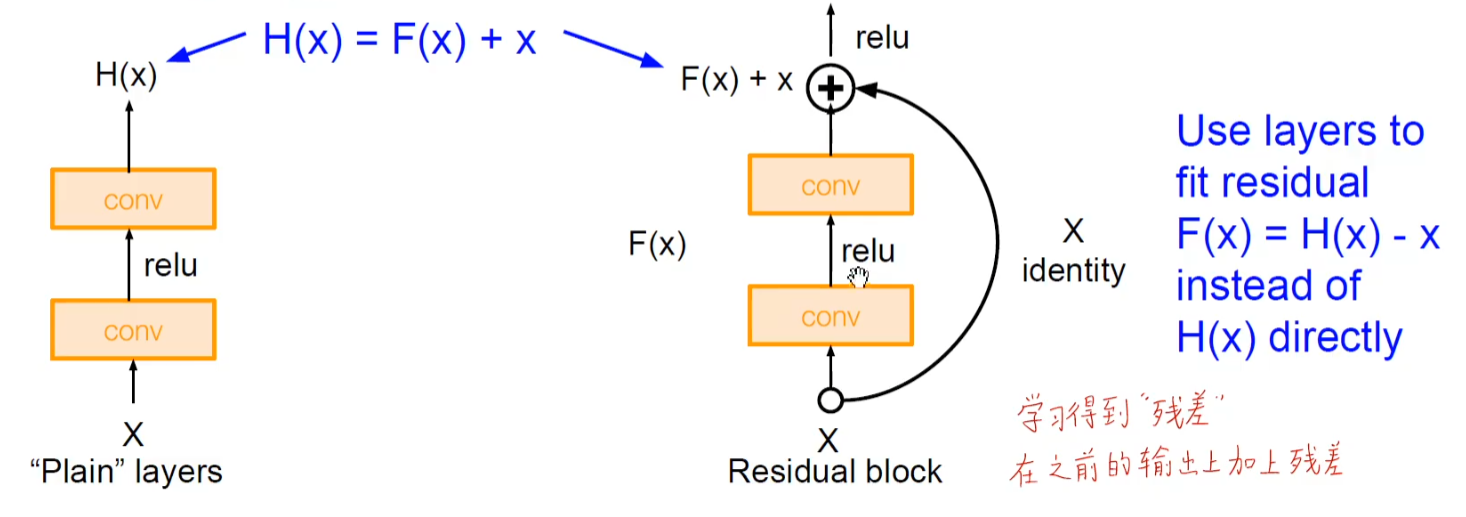 H(x) = F(x) + x
H(x)
conv
relu
conv
X
“Plain” layers
relu
F(x) + x
conv
F(x)
relu
conv
X
identity
X
Residual block
Use layers to
fit residual
F(x) = H(x) - x
instead of
H(x) directly
学习得到“残差”
在之前的输出上加上残差